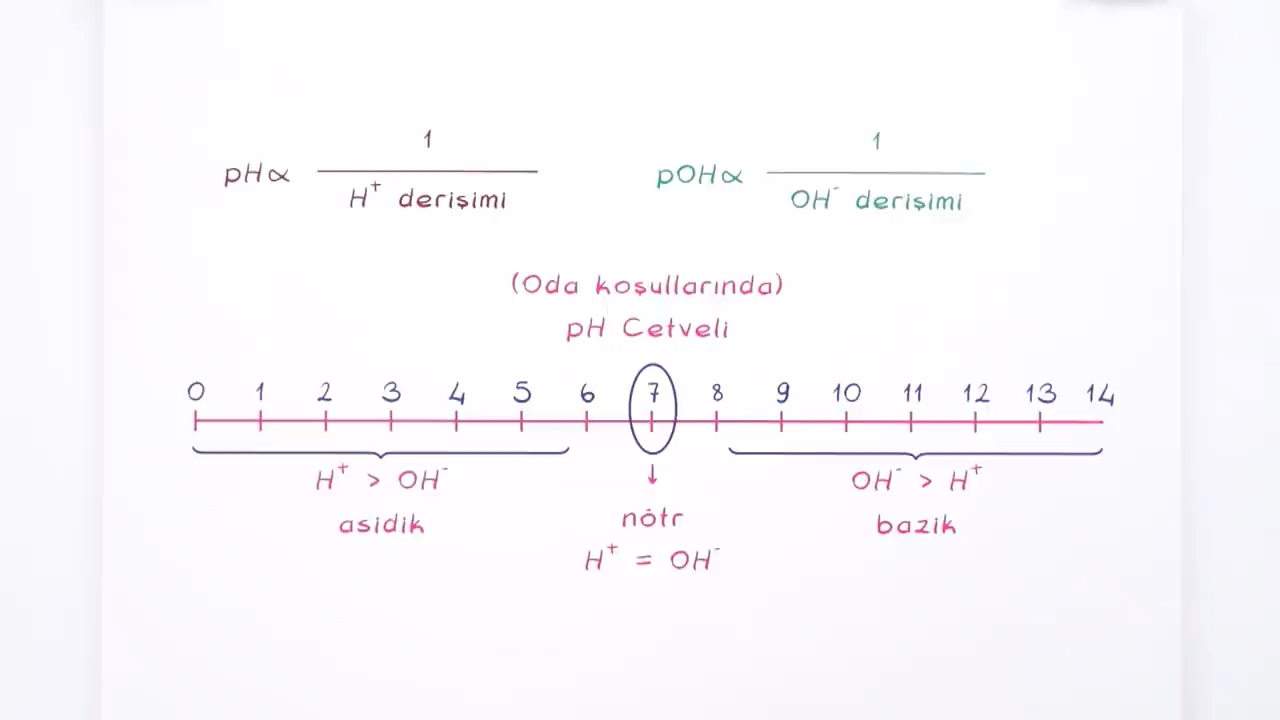 pH∝ 1 / H⁺ derişimi
pOH∝ 1 / OH⁻ derişimi
(Oda koşullarında)
pH Cetveli
0 1 2 3 4 5 6 7 8 9 10 11 12 13 14
H⁺ > OH⁻
asidik
↓
nötr
H⁺ = OH⁻
OH⁻ > H⁺
bazik